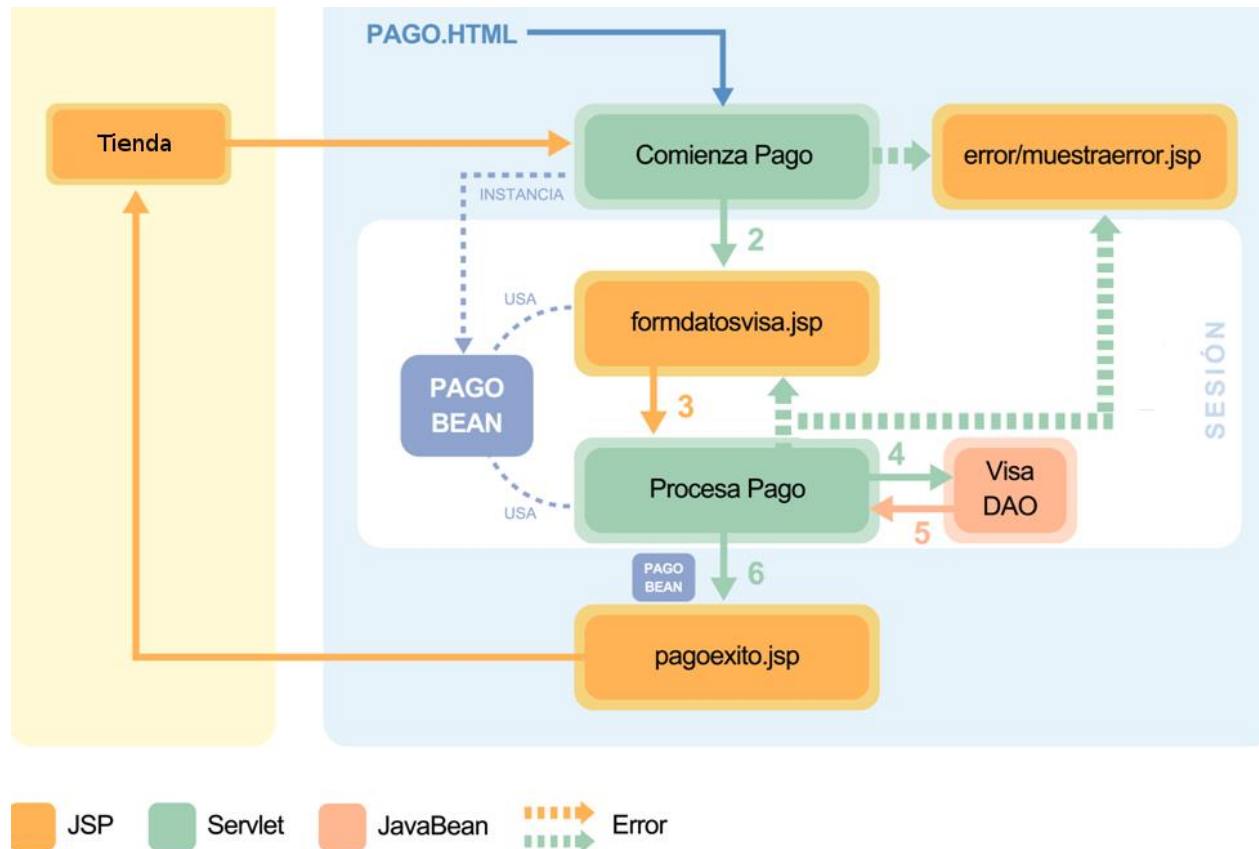 PAGO.HTML
Tienda
Comienza Pago
error/muestraerror.jsp
INSTANCIA
2
USA
formdatosvisa.jsp
SESIÓN
PAGO
BEAN
3
4
Visa
DAO
Procesa Pago
USA
5
PAGO
BEAN
6
pagoexito.jsp
JSP
Servlet
JavaBean
Error